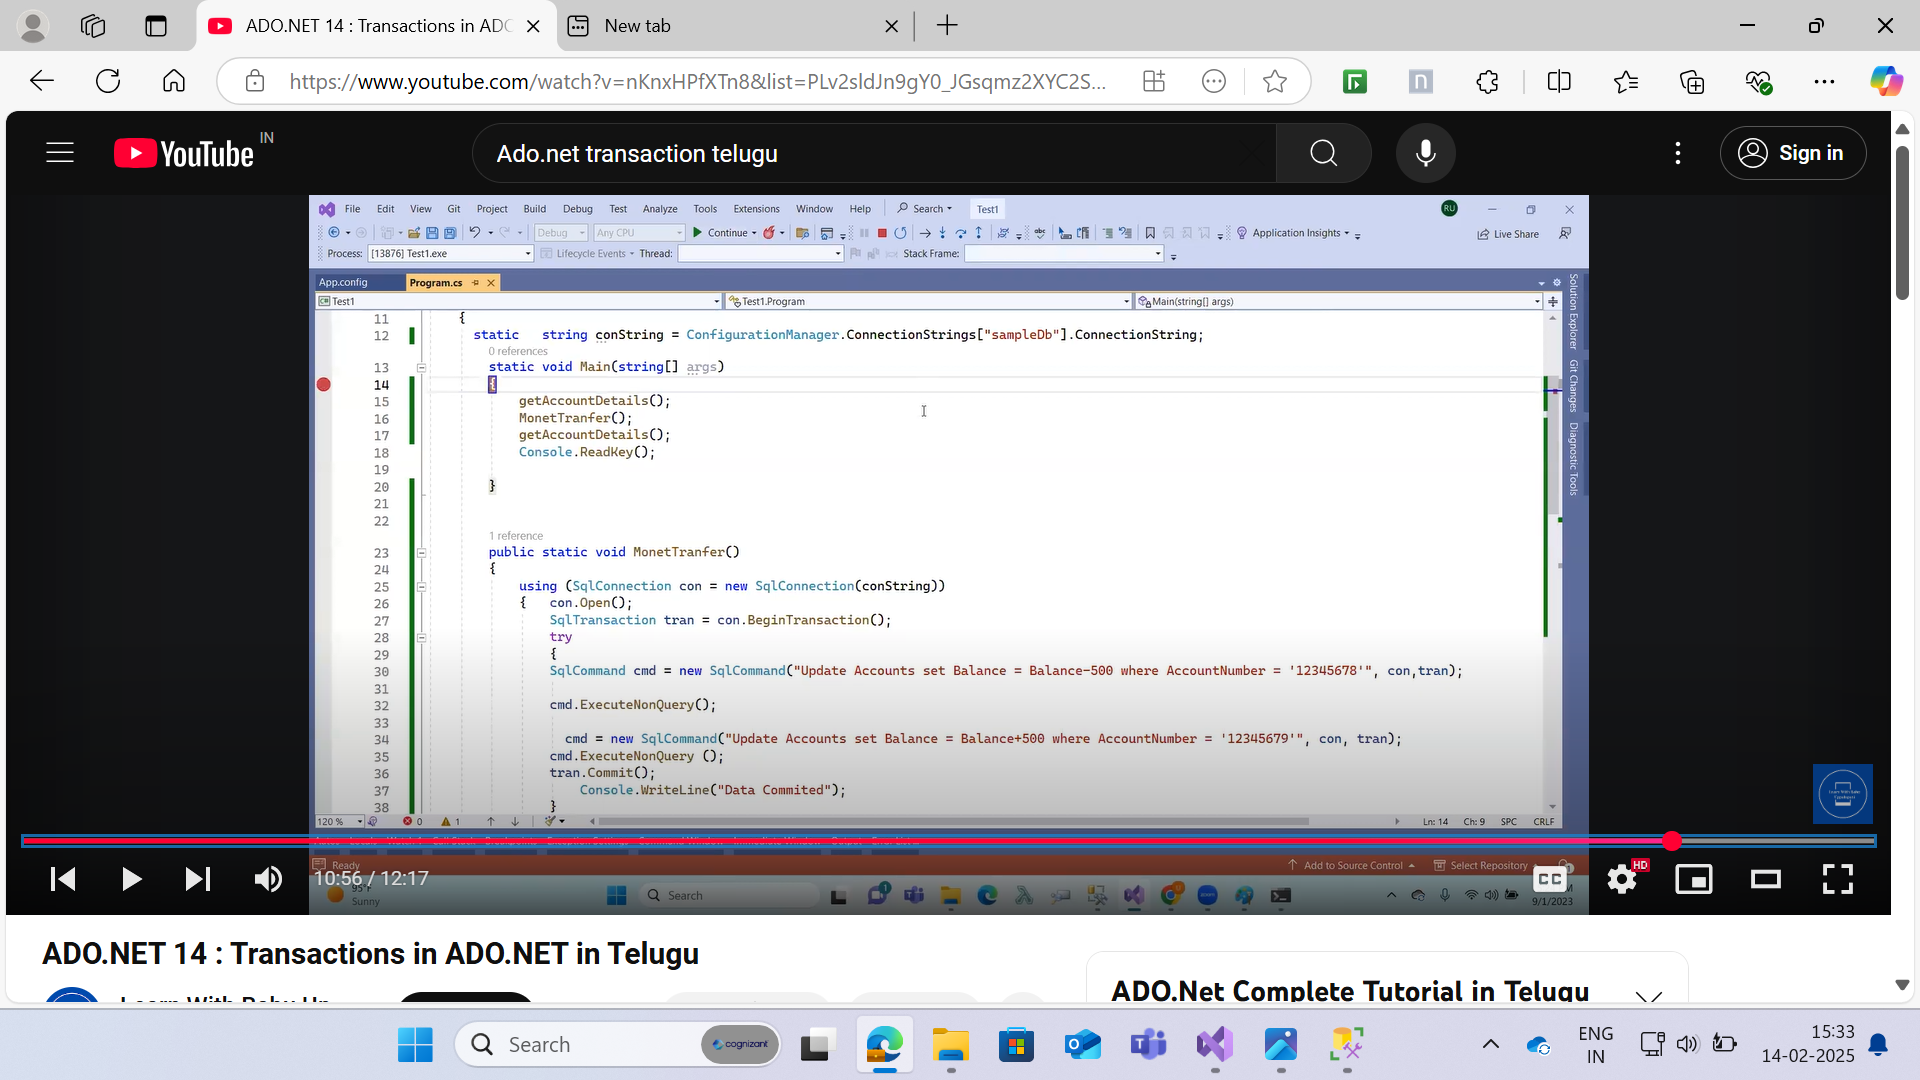 ADO.NET 14 : Transactions in ADO
New tab
https://www.youtube.com/watch?v=nKnxHPfXTn8&list=PLv2sldJn9gY0_JGsqmz2XYC2S...
YouTube IN
Ado.net transaction telugu
Sign in
File Edit View Git Project Build Debug Test Analyze Tools Extensions Window Help Search Test1 RU
Debug Any CPU Continue Application Insights Live Share
Process: [13876] Test1.exe Lifecycle Events Thread: Stack Frame:
App.config Program.cs
Test1 Test1.Program Main(string[] args)
Solution Explorer
Git Changes
Diagnostic Tools
11 {
12 static string conString = ConfigurationManager.ConnectionStrings["sampleDb"].ConnectionString;
0 references
13 static void Main(string[] args)
14 {
15 getAccountDetails();
16 MonetTranfer();
17 getAccountDetails();
18 Console.ReadKey();
19
20 }
21
22
1 reference
23 public static void MonetTranfer()
24 {
25 using (SqlConnection con = new SqlConnection(conString))
26 { con.Open();
27 SqlTransaction tran = con.BeginTransaction();
28 try
29 {
30 SqlCommand cmd = new SqlCommand("Update Accounts set Balance = Balance-500 where AccountNumber = '12345678'", con,tran);
31
32 cmd.ExecuteNonQuery();
33
34 cmd = new SqlCommand("Update Accounts set Balance = Balance+500 where AccountNumber = '12345679'", con, tran);
35 cmd.ExecuteNonQuery ();
36 tran.Commit();
37 Console.WriteLine("Data Commited");
38 }
120 % 0 1 Ln: 14 Ch: 9 SPC CRLF
Ready Add to Source Control Select Repository
10:56 / 12:17
CC HD
95°F
Sunny
Search
9/1/2023
ADO.NET 14 : Transactions in ADO.NET in Telugu
ADO.Net Complete Tutorial in Telugu
Search cognizant
ENG
IN
15:33
14-02-2025